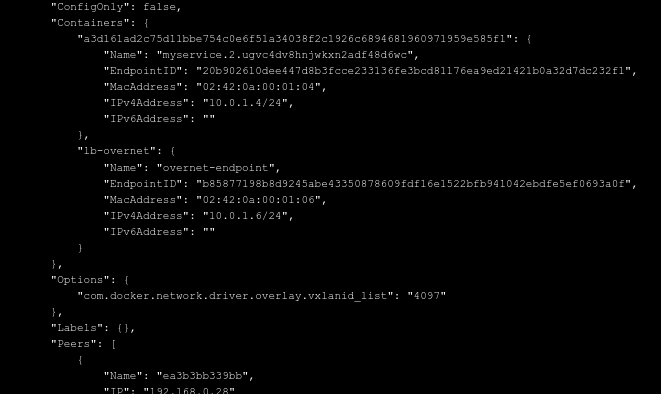 "ConfigOnly": false,
"Containers": {
"a3d161ad2c75d11bbe754c0e6f51a34038f2c1926c6894681960971959e585f1": {
"Name": "myservice.2.ugvc4dv8hnjwkxn2adf48d6wc",
"EndpointID": "20b902610dee447d8b3fcce233136fe3bcd81176ea9ed21421b0a32d7dc232f1",
"MacAddress": "02:42:0a:00:01:04",
"IPv4Address": "10.0.1.4/24",
"IPv6Address": ""
},
"lb-overnet": {
"Name": "overnet-endpoint",
"EndpointID": "b85877198b8d9245abe43350878609fdf16e1522bfb941042ebdfe5ef0693a0f",
"MacAddress": "02:42:0a:00:01:06",
"IPv4Address": "10.0.1.6/24",
"IPv6Address": ""
}
},
"Options": {
"com.docker.network.driver.overlay.vxlanid_list": "4097"
},
"Labels": {},
"Peers": [
{
"Name": "ea3b3bb339bb",
"IP": "192.168.0.28"